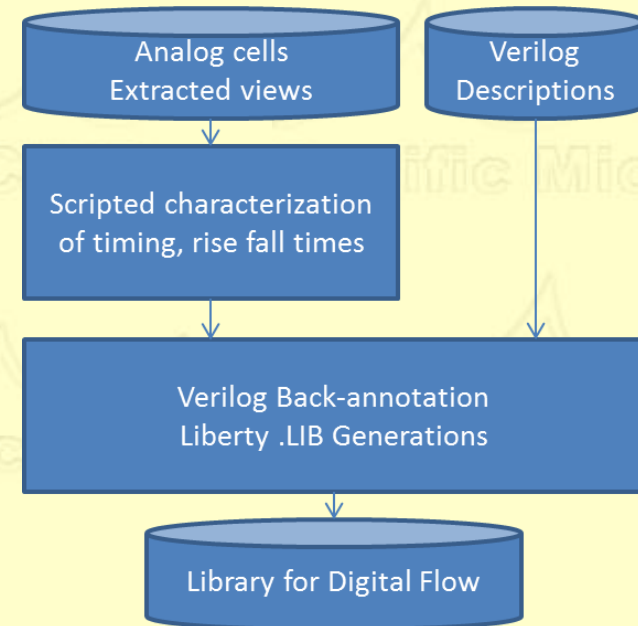 Analog cells
Extracted views
Verilog
Descriptions
Scripted characterization
of timing, rise fall times
Verilog Back-annotation
Liberty .LIB Generations
Library for Digital Flow